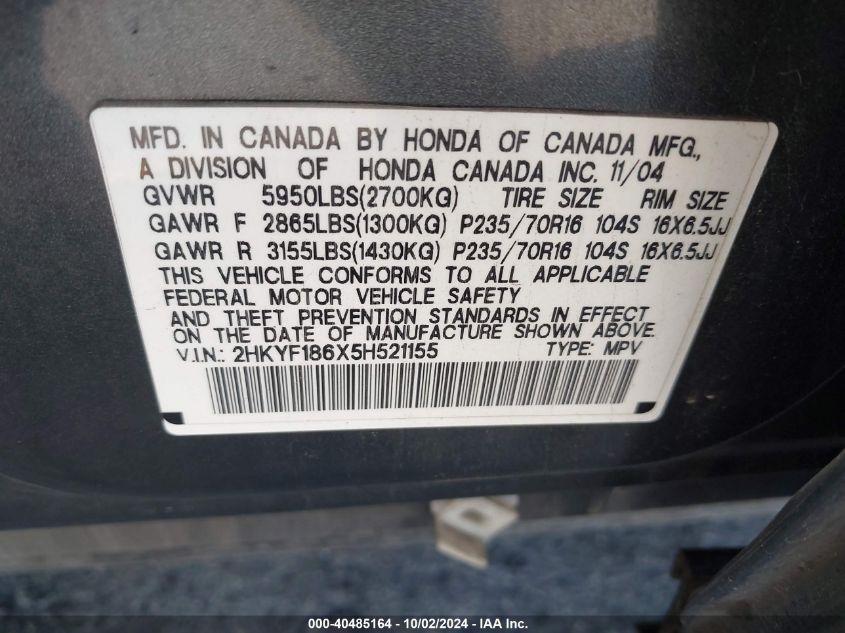 MFD. IN CANADA BY HONDA OF CANADA MFG.,
A DIVISION OF HONDA CANADA INC. 11/04
GVWR 5950LBS(2700KG) TIRE SIZE RIM SIZE
GAWR F 2865LBS(1300KG) P235/70R16 104S 16X6.5JJ
GAWR R 3155LBS(1430KG) P235/70R16 104S 16X6.5JJ
THIS VEHICLE CONFORMS TO ALL APPLICABLE
FEDERAL MOTOR VEHICLE SAFETY
AND THEFT PREVENTION STANDARDS IN EFFECT
ON THE DATE OF MANUFACTURE SHOWN ABOVE.
V.I.N.: 2HKYF186X5H521155 TYPE: MPV
000-40485164 - 10/02/2024 - IAA Inc.